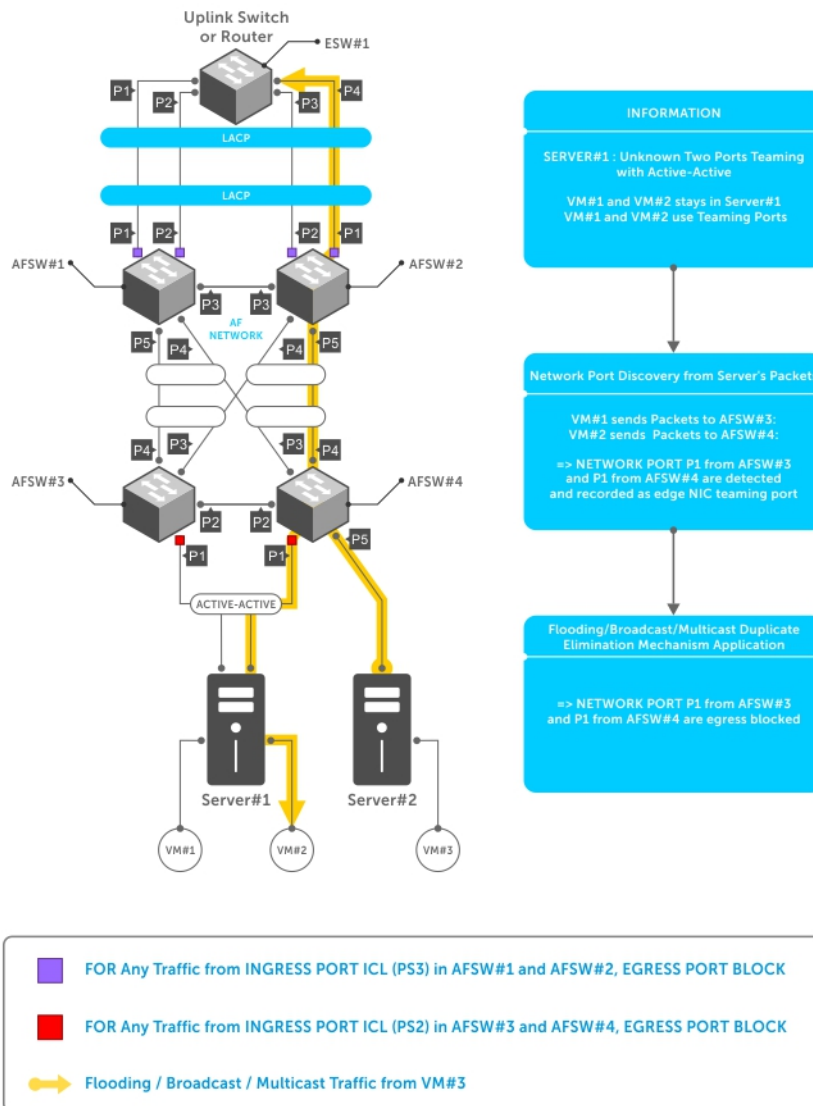 Uplink Switch
or Router
ESW#1
P1
P2
P3
P4
LACP
LACP
P1
P2
P2
P1
AFSW#1
AFSW#2
P3
P3
AF
NETWORK
P5
P4
P4
P5
P4
P3
P3
P4
AFSW#3
AFSW#4
P2
P2
P1
P1
P5
ACTIVE-ACTIVE
Server#1
Server#2
VM#1
VM#2
VM#3
INFORMATION
SERVER#1 : Unknown Two Ports Teaming
with Active-Active
VM#1 and VM#2 stays in Server#1
VM#1 and VM#2 use Teaming Ports
Network Port Discovery from Server's Packets
VM#1 sends Packets to AFSW#3:
VM#2 sends Packets to AFSW#4:
=> NETWORK PORT P1 from AFSW#3
and P1 from AFSW#4 are detected
and recorded as edge NIC teaming port
Flooding/Broadcast/Multicast Duplicate
Elimination Mechanism Application
=> NETWORK PORT P1 from AFSW#3
and P1 from AFSW#4 are egress blocked
FOR Any Traffic from INGRESS PORT ICL (PS3) in AFSW#1 and AFSW#2, EGRESS PORT BLOCK
FOR Any Traffic from INGRESS PORT ICL (PS2) in AFSW#3 and AFSW#4, EGRESS PORT BLOCK
Flooding / Broadcast / Multicast Traffic from VM#3